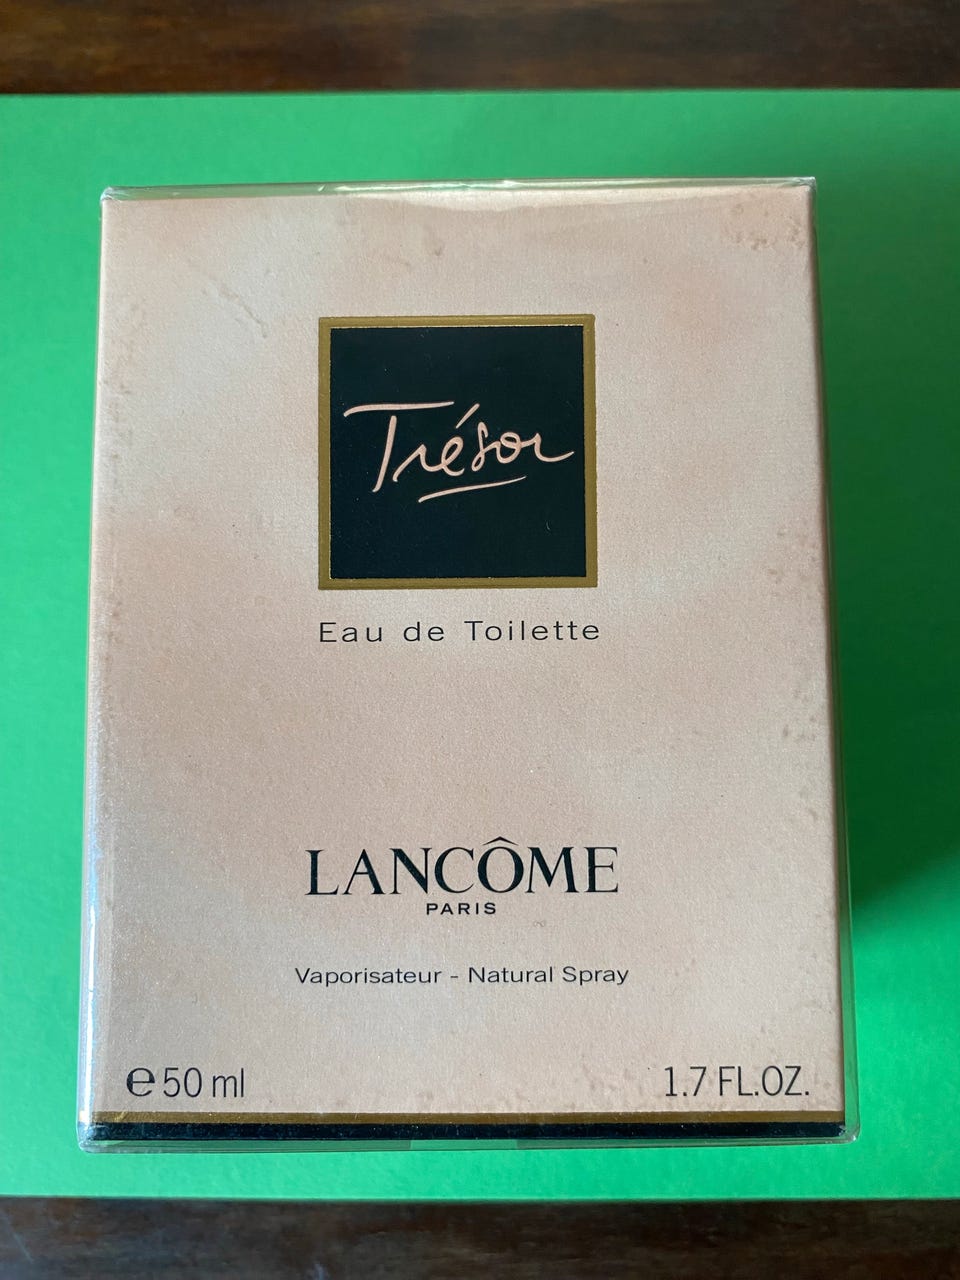 Trésor
Eau de Toilette
LANCÔME
PARIS
Vaporisateur - Natural Spray
℮ 50 ml
1.7 FL.OZ.